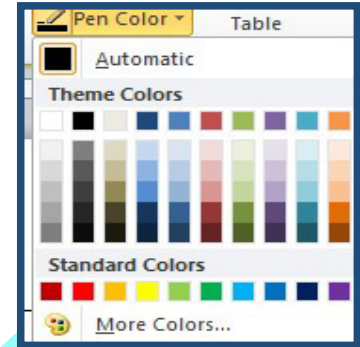 Pen Color
Table
Automatic
Theme Colors
Standard Colors
More Colors...